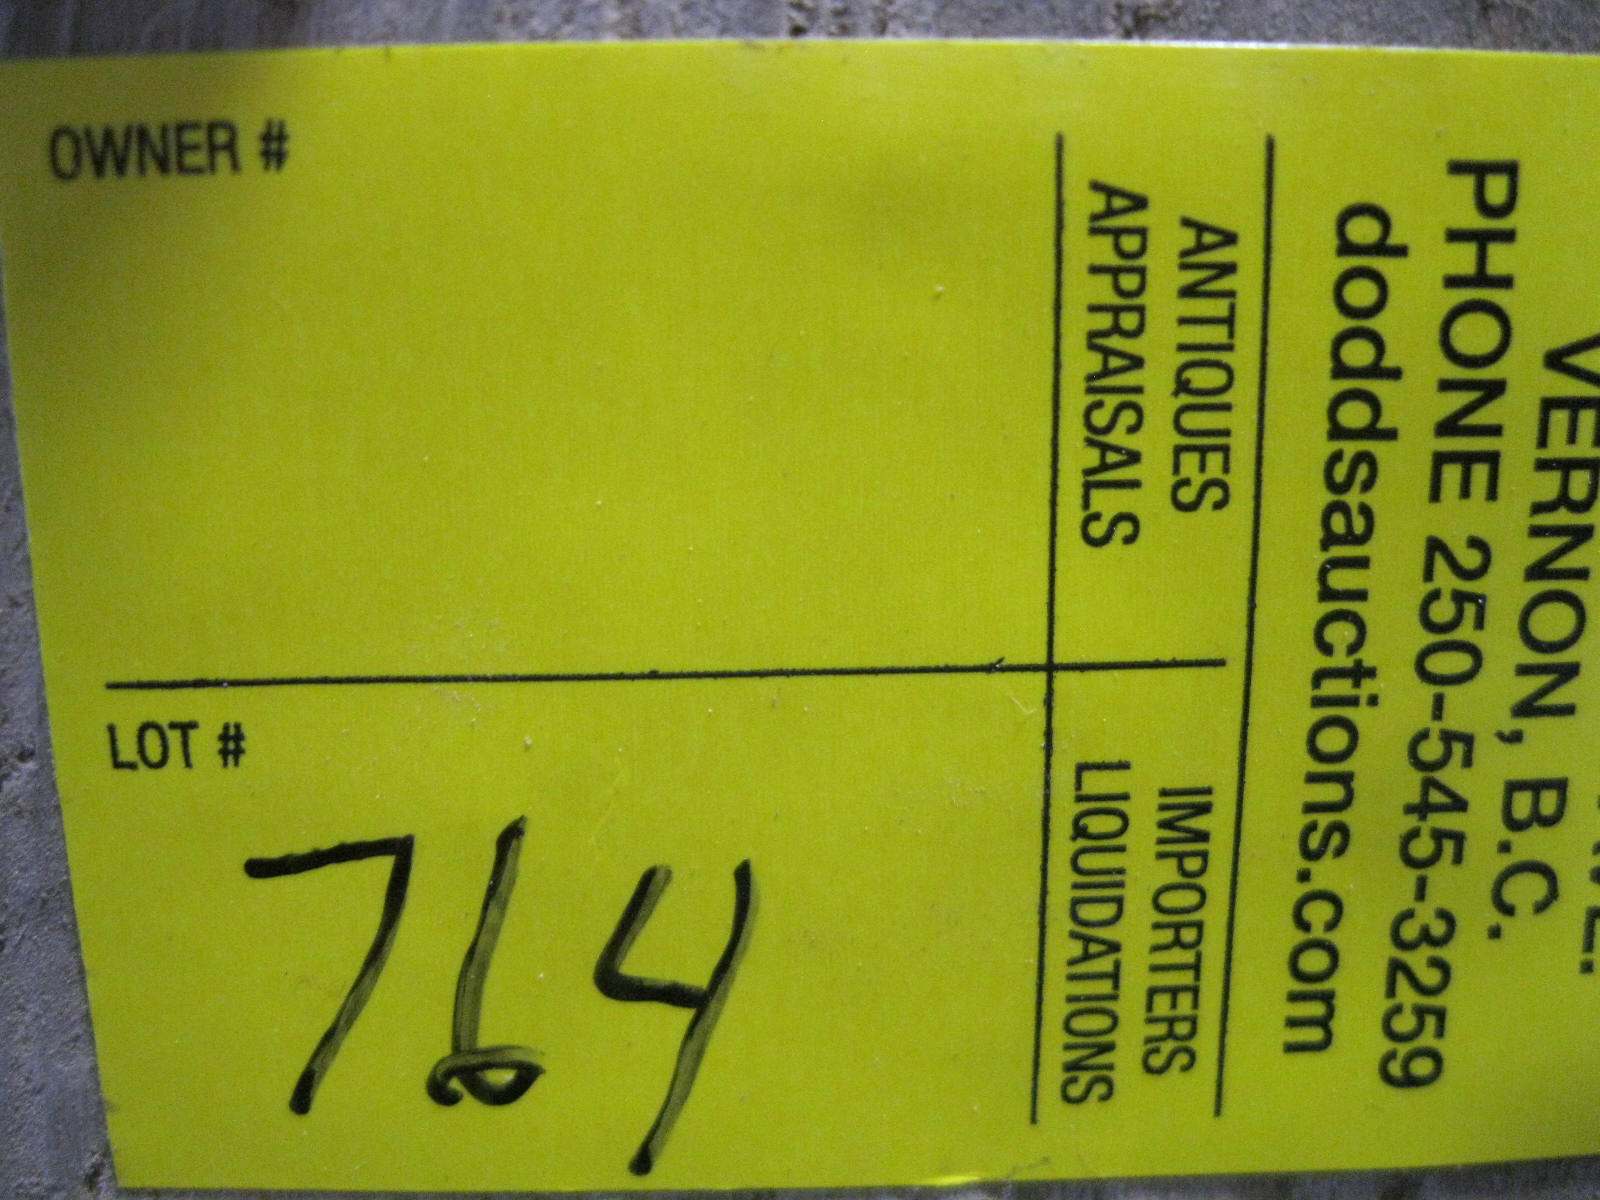 VERNON, B.C.
PHONE 250-545-3259
doddsauctions.com
ANTIQUES
APPRAISALS
IMPORTERS
LIQUIDATIONS
OWNER #
LOT #
764